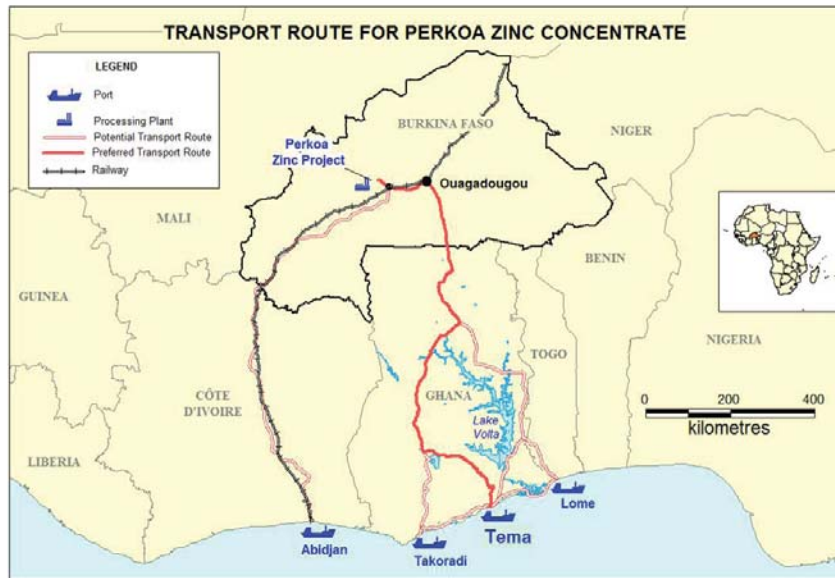 TRANSPORT ROUTE FOR PERKOA ZINC CONCENTRATE
LEGEND
Port
Processing Plant
Potential Transport Route
Preferred Transport Route
Railway
BURKINA FASO
NIGER
Perkoa
Zinc Project
Ouagadougou
MALI
BENIN
GUINEA
TOGO
NIGERIA
CÔTE
D'IVOIRE
GHANA
Lake
Volta
0 200 400
kilometres
LIBERIA
Lome
Abidjan
Takoradi
Tema